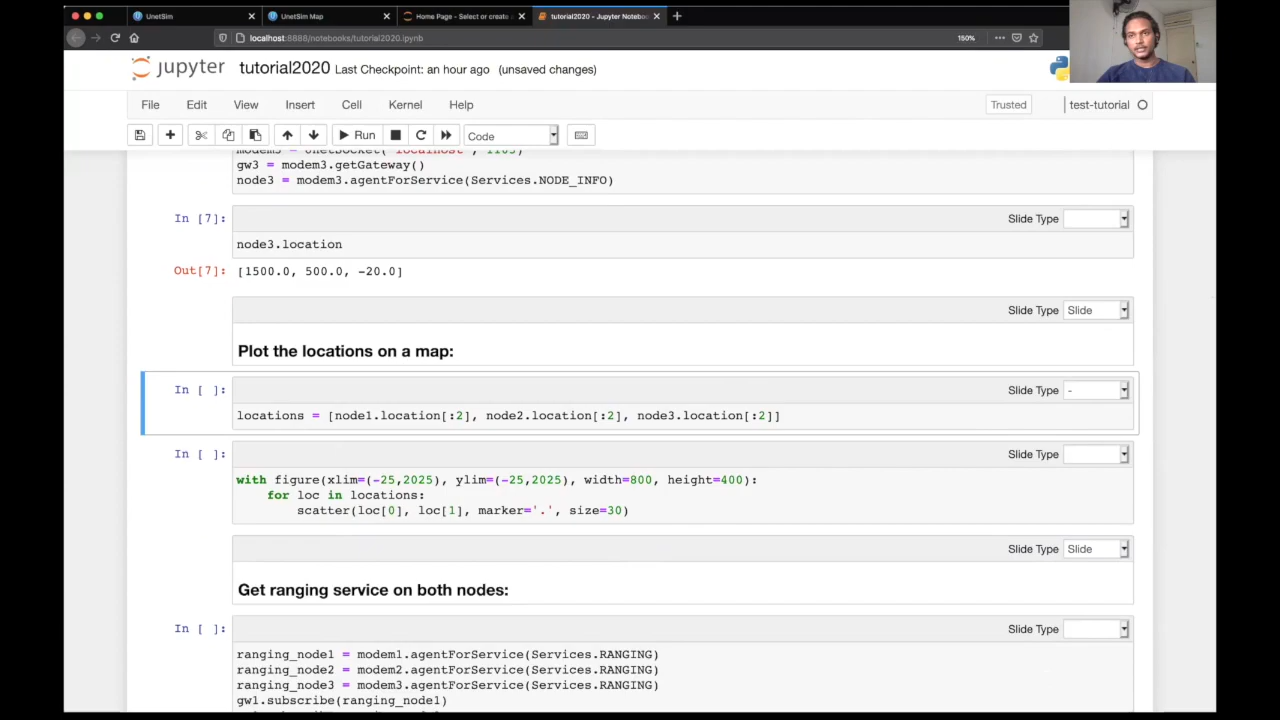 UnetSim
UnetSim Map
Home Page - Select or create
tutorial2020 - Jupyter Notebo
localhost:8888/notebooks/tutorial2020.ipynb
150%
jupyter
tutorial2020 Last Checkpoint: an hour ago (unsaved changes)
File Edit View Insert Cell Kernel Help
Trusted
test-tutorial
Run
Code
gw3 = modem3.getGateway()
node3 = modem3.agentForService(Services.NODE_INFO)
In [7]:
Slide Type
node3.location
Out[7]: [1500.0, 500.0, -20.0]
Slide Type Slide
Plot the locations on a map:
In [ ]:
Slide Type -
locations = [node1.location[:2], node2.location[:2], node3.location[:2]]
In [ ]:
Slide Type
with figure(xlim=(-25,2025), ylim=(-25,2025), width=800, height=400):
for loc in locations:
scatter(loc[0], loc[1], marker='.', size=30)
Slide Type Slide
Get ranging service on both nodes:
In [ ]:
Slide Type
ranging_node1 = modem1.agentForService(Services.RANGING)
ranging_node2 = modem2.agentForService(Services.RANGING)
ranging_node3 = modem3.agentForService(Services.RANGING)
gw1.subscribe(ranging_node1)